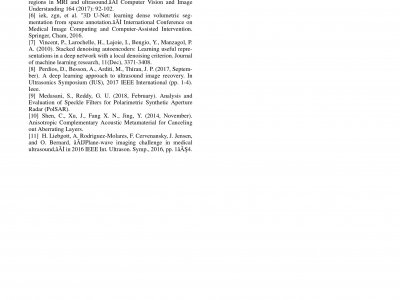 regions in MRI and ultrasound.âĂİ Computer Vision and Image
Understanding 164 (2017): 92-102.
[6] iek, zgn, et al. "3D U-Net: learning dense volumetric seg-
mentation from sparse annotation.âĂİ International Conference on
Medical Image Computing and Computer-Assisted Intervention.
Springer, Cham, 2016.
[7] Vincent, P., Larochelle, H., Lajoie, I., Bengio, Y., Manzagol, P.
A. (2010). Stacked denoising autoencoders: Learning useful repre-
sentations in a deep network with a local denoising criterion. Journal
of machine learning research, 11(Dec), 3371-3408.
[8] Perdios, D., Besson, A., Arditi, M., Thiran, J. P. (2017, Septem-
ber). A deep learning approach to ultrasound image recovery. In
Ultrasonics Symposium (IUS), 2017 IEEE International (pp. 1-4).
Ieee.
[9] Medasani, S., Reddy, G. U. (2018, February). Analysis and
Evaluation of Speckle Filters for Polarimetric Synthetic Aperture
Radar (PolSAR).
[10] Shen, C., Xu, J., Fang X. N., Jing, Y. (2014, November).
Anisotropic Complementary Acoustic Metamaterial for Canceling
out Aberrating Layers.
[11] H. Liebgott, A. Rodriguez-Molares, F. Cervenansky, J. Jensen,
and O. Bernard, âĂIJPlane-wave imaging challenge in medical
ultrasound,âĂİ in 2016 IEEE Int. Ultrason. Symp., 2016, pp. 1âĂŞ4.